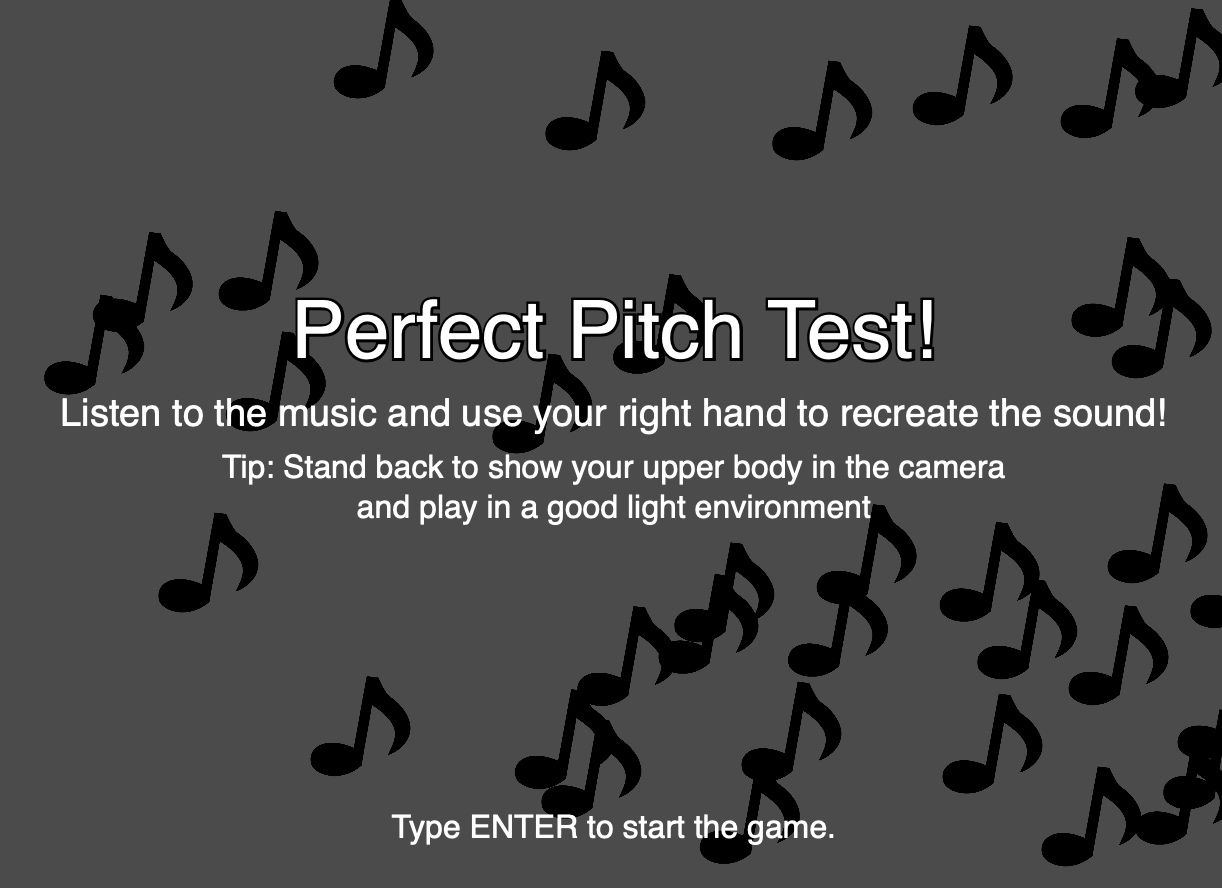 Perfect Pitch Test!
Listen to the music and use your right hand to recreate the sound!
Tip: Stand back to show your upper body in the camera
and play in a good light environment.
Type ENTER to start the game.